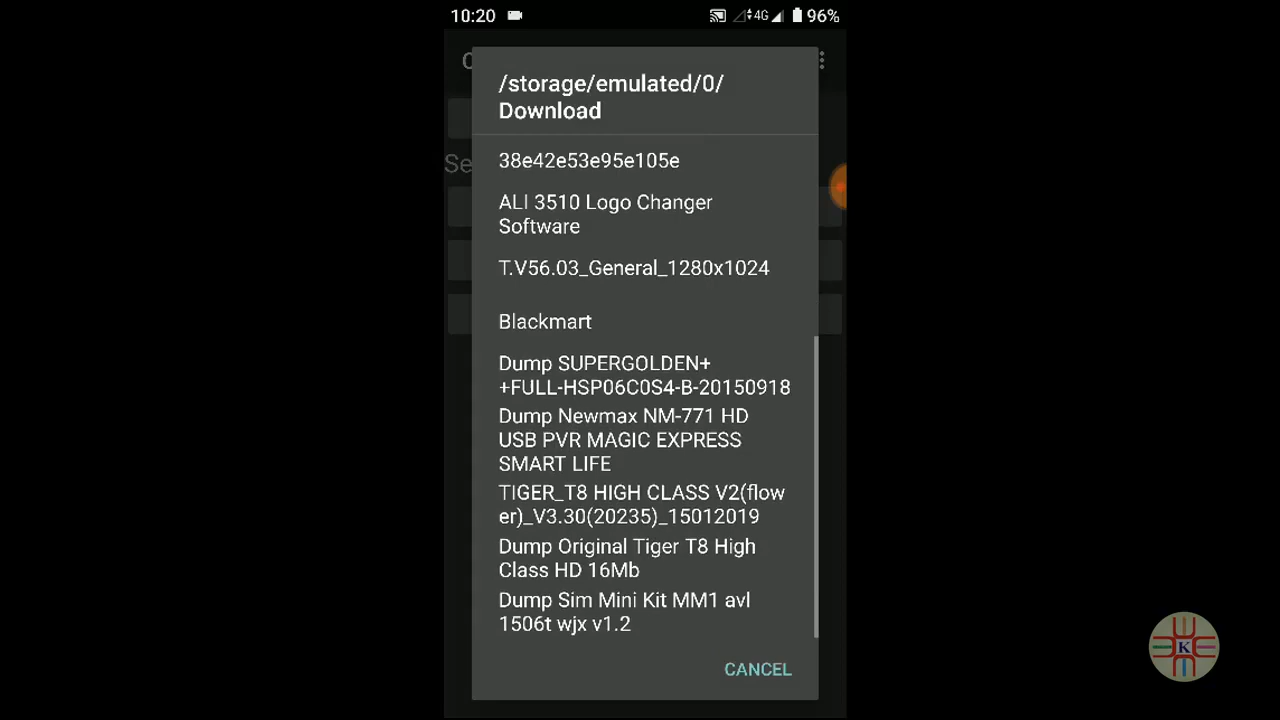 10:20
4G
96%
/storage/emulated/0/
Download
Se
38e42e53e95e105e
ALI 3510 Logo Changer
Software
T.V56.03_General_1280x1024
Blackmart
Dump SUPERGOLDEN+
+FULL-HSP06C0S4-B-20150918
Dump Newmax NM-771 HD
USB PVR MAGIC EXPRESS
SMART LIFE
TIGER_T8 HIGH CLASS V2(flow
er)_V3.30(20235)_15012019
Dump Original Tiger T8 High
Class HD 16Mb
Dump Sim Mini Kit MM1 avl
1506t wjx v1.2
CANCEL
K